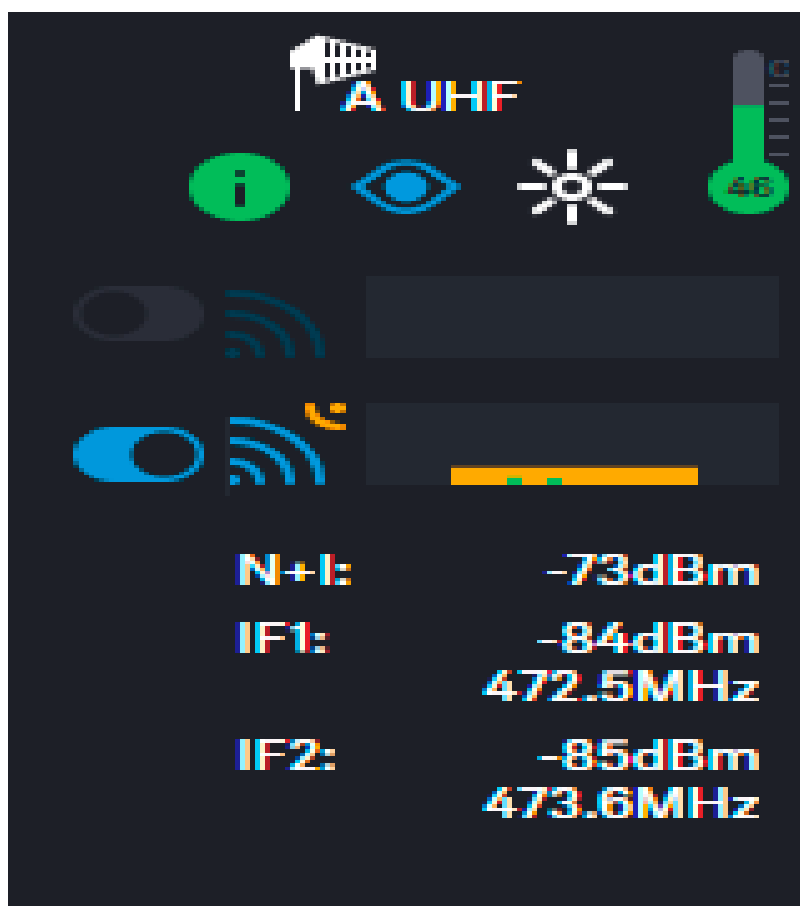 A UHF
C
i
46
N+I: -73dBm
IF1: -84dBm
472.5MHz
IF2: -85dBm
473.6MHz